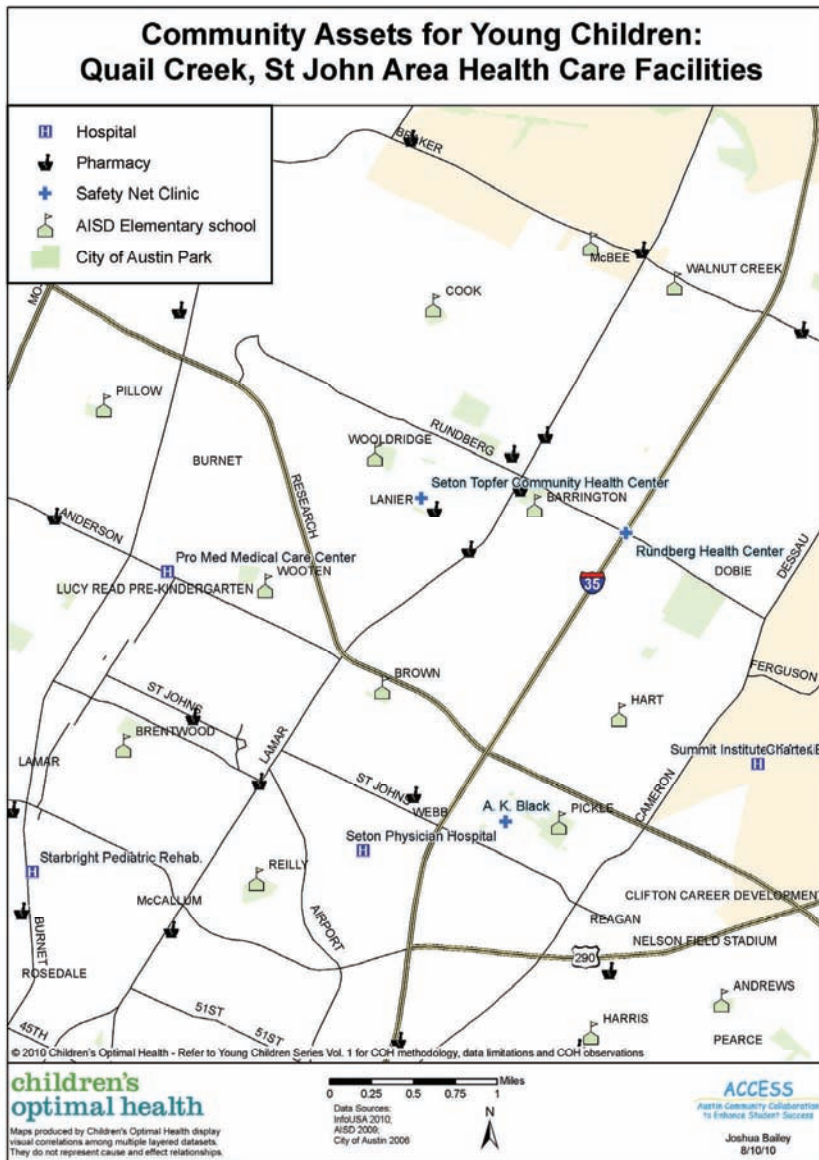 Community Assets for Young Children:
Quail Creek, St John Area Health Care Facilities
Hospital
Pharmacy
Safety Net Clinic
AISD Elementary school
City of Austin Park
McBEE
WALNUT CREEK
COOK
PILLOW
RUNDBERG
WOOLDRIDGE
BURNET
RESEARCH
Seton Topfer Community Health Center
LANIER
BARRINGTON
ANDERSON
DESSAU
Pro Med Medical Care Center
Rundberg Health Center
WOOTEN
DOBIE
LUCY READ PRE-KINDERGARTEN
35
FERGUSON
BROWN
ST JOHNS
HART
BRENTWOOD
LAMAR
Summit Institute
LAMAR
ST JOHNS
CAMERON
A. K. Black
WEBB
PICKLE
Seton Physician Hospital
Starbright Pediatric Rehab.
REILLY
CLIFTON CAREER DEVELOPMENT
McCALLUM
AIRPORT
REAGAN
BURNET
NELSON FIELD STADIUM
290
ROSEDALE
ANDREWS
51ST
45TH
51ST
HARRIS
PEARCE
© 2010 Children's Optimal Health - Refer to Young Children Series Vol. 1 for COH methodology, data limitations and COH observations
children's
optimal health
Maps produced by Children's Optimal Health display
visual correlations among multiple layered datasets.
They do not represent cause and effect relationships.
0 0.25 0.5 0.75 1 Miles
Data Sources:
InfoUSA 2010,
AISD 2009,
City of Austin 2006
N
ACCESS
Austin Community Collaboration
to Enhance Student Success
Joshua Bailey
8/10/10